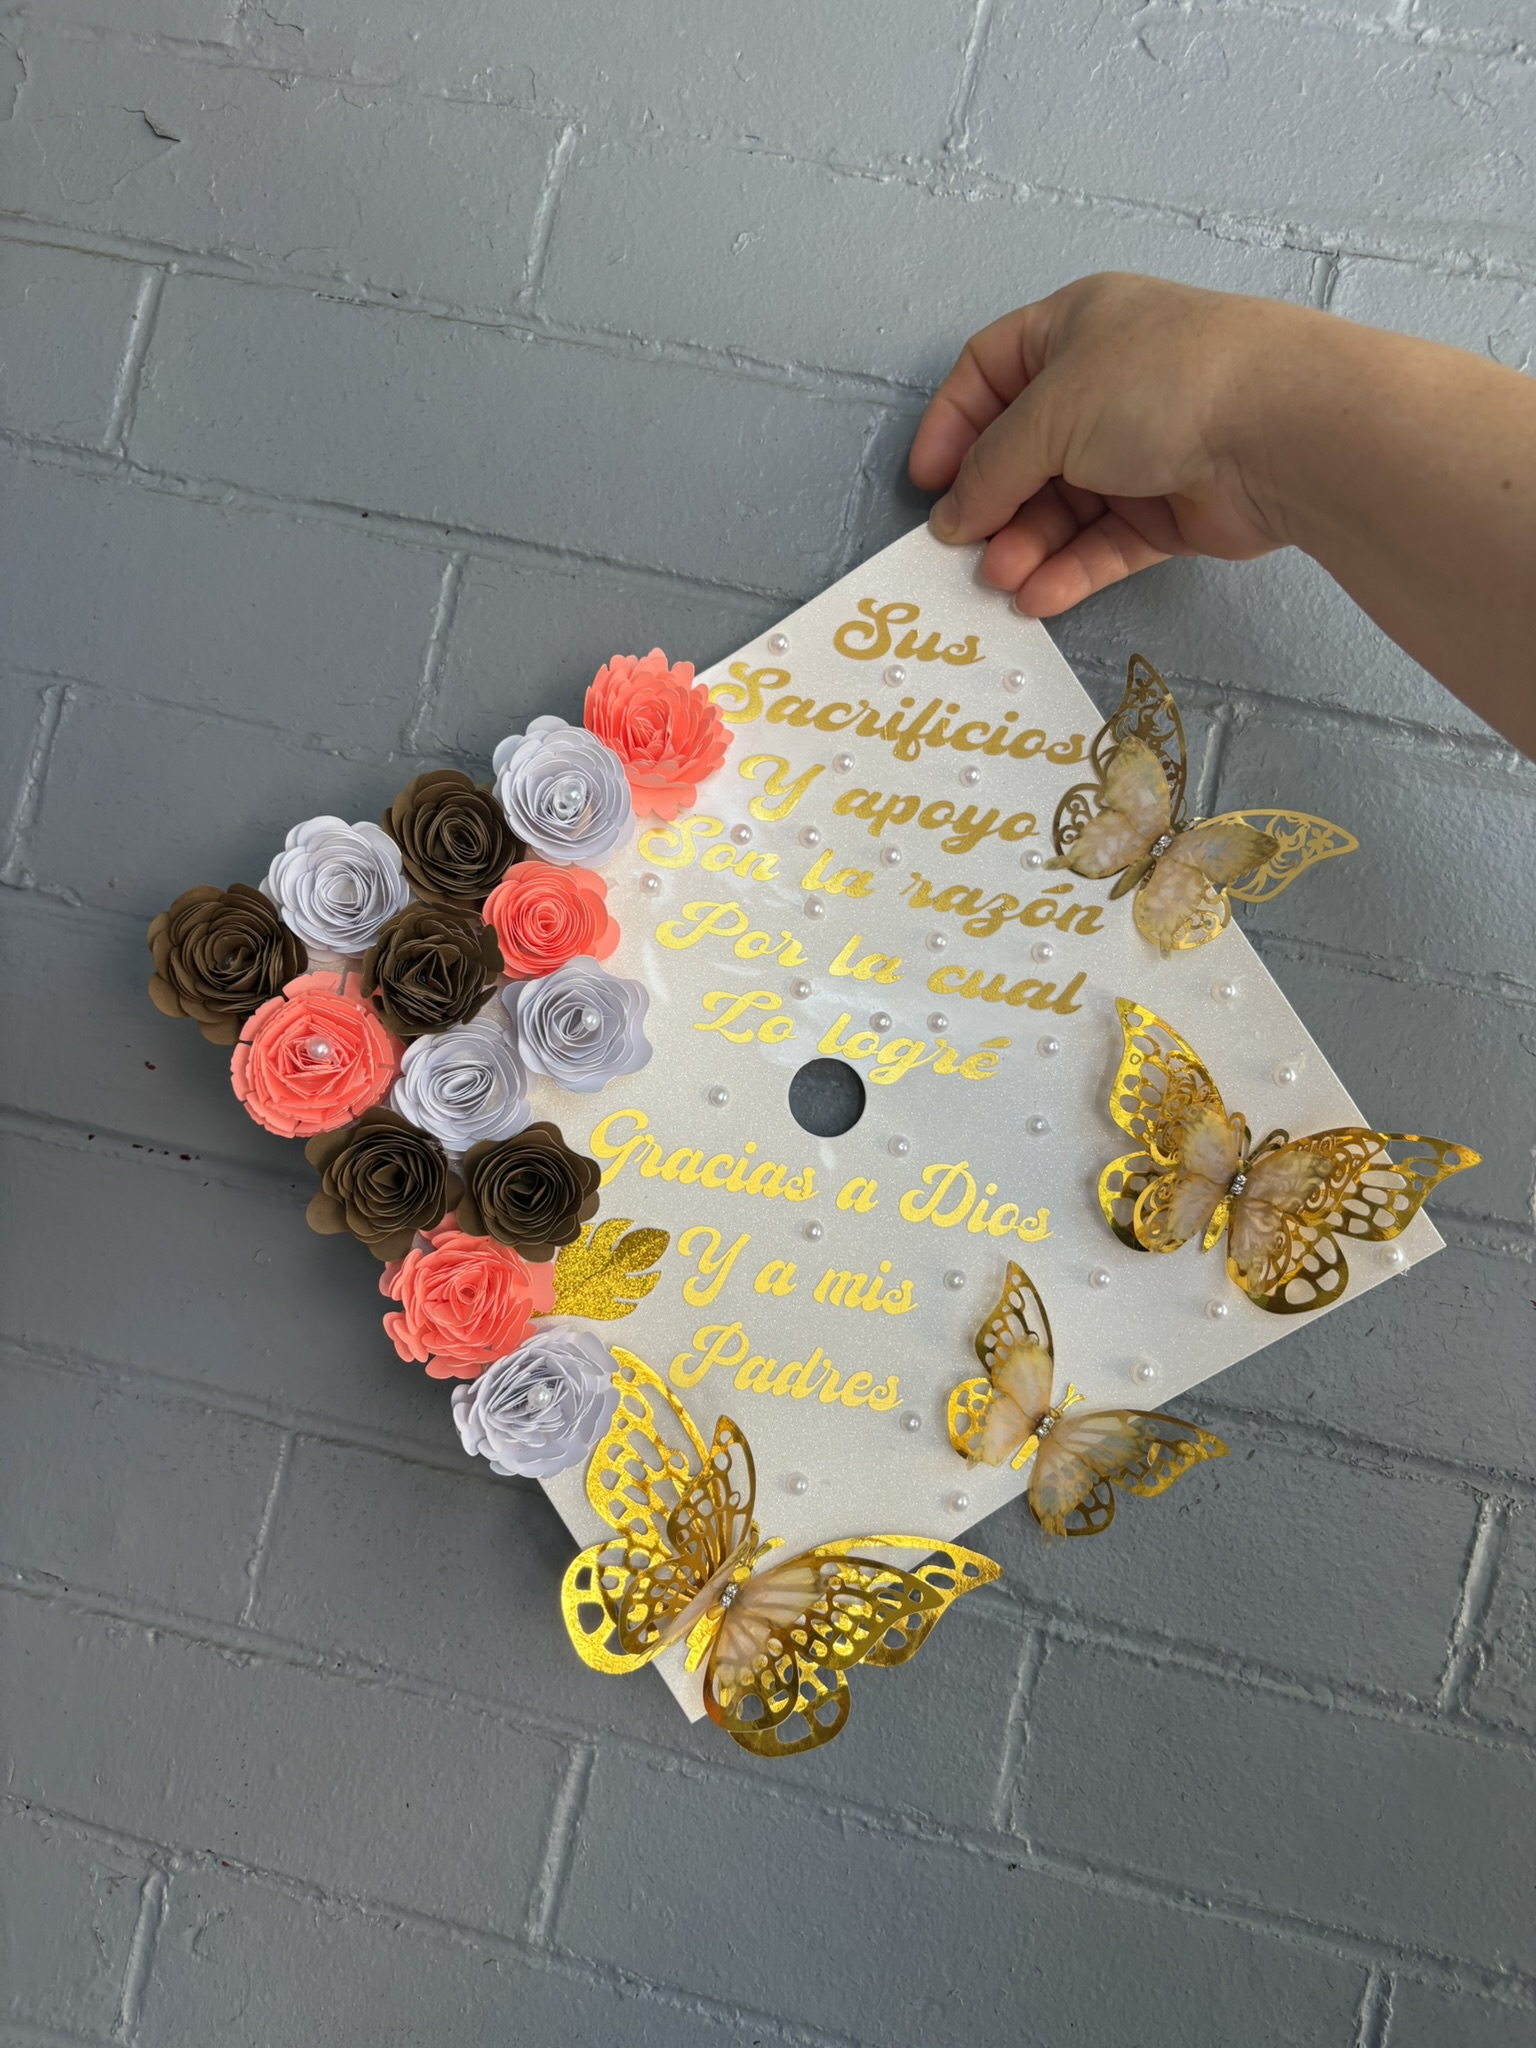 Sus
Sacrificios
Y apoyo
Son la razón
Por la cual
Lo logré
Gracias a Dios
Y a mis
Padres